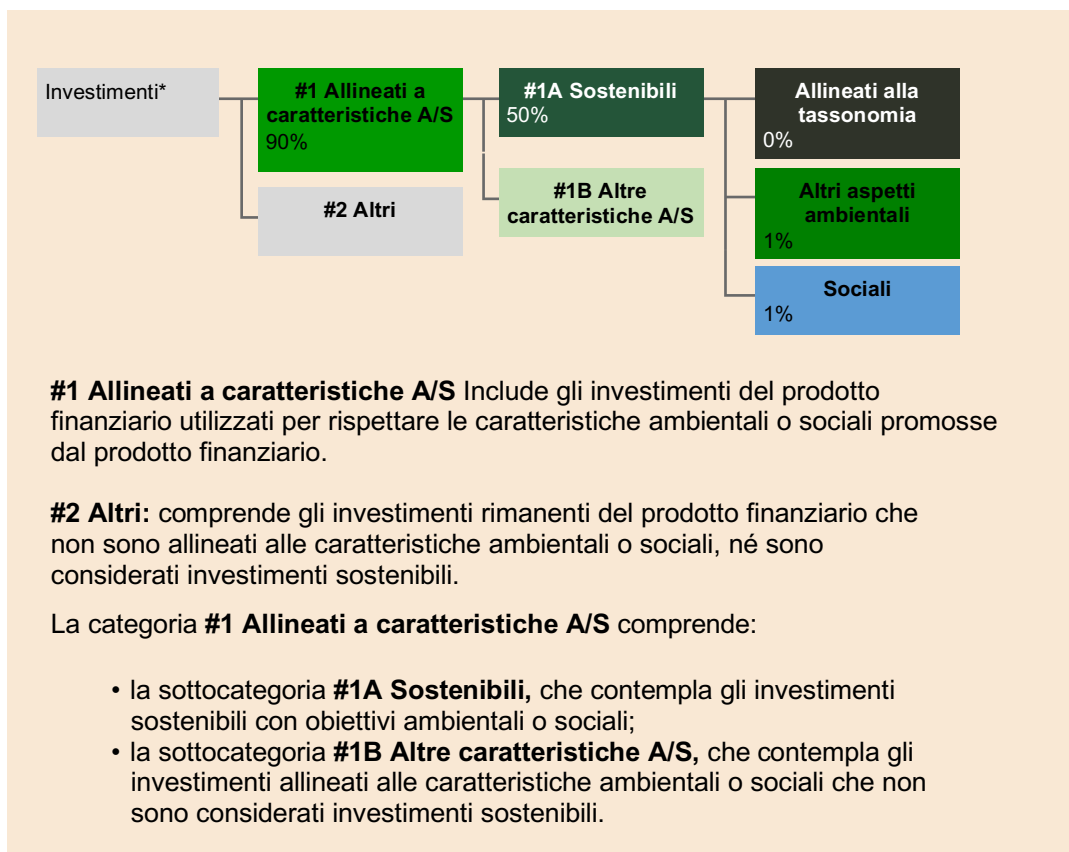 Investimenti*
#1 Allineati a
caratteristiche A/S
90%
#2 Altri
#1A Sostenibili
50%
#1B Altre
caratteristiche A/S
Allineati alla
tassonomia
0%
Altri aspetti
ambientali
1%
Sociali
1%
#1 Allineati a caratteristiche A/S Include gli investimenti del prodotto
finanziario utilizzati per rispettare le caratteristiche ambientali o sociali promosse
dal prodotto finanziario.
#2 Altri: comprende gli investimenti rimanenti del prodotto finanziario che
non sono allineati alle caratteristiche ambientali o sociali, né sono
considerati investimenti sostenibili.
La categoria #1 Allineati a caratteristiche A/S comprende:
• la sottocategoria #1A Sostenibili, che contempla gli investimenti
sostenibili con obiettivi ambientali o sociali;
• la sottocategoria #1B Altre caratteristiche A/S, che contempla gli
investimenti allineati alle caratteristiche ambientali o sociali che non
sono considerati investimenti sostenibili.